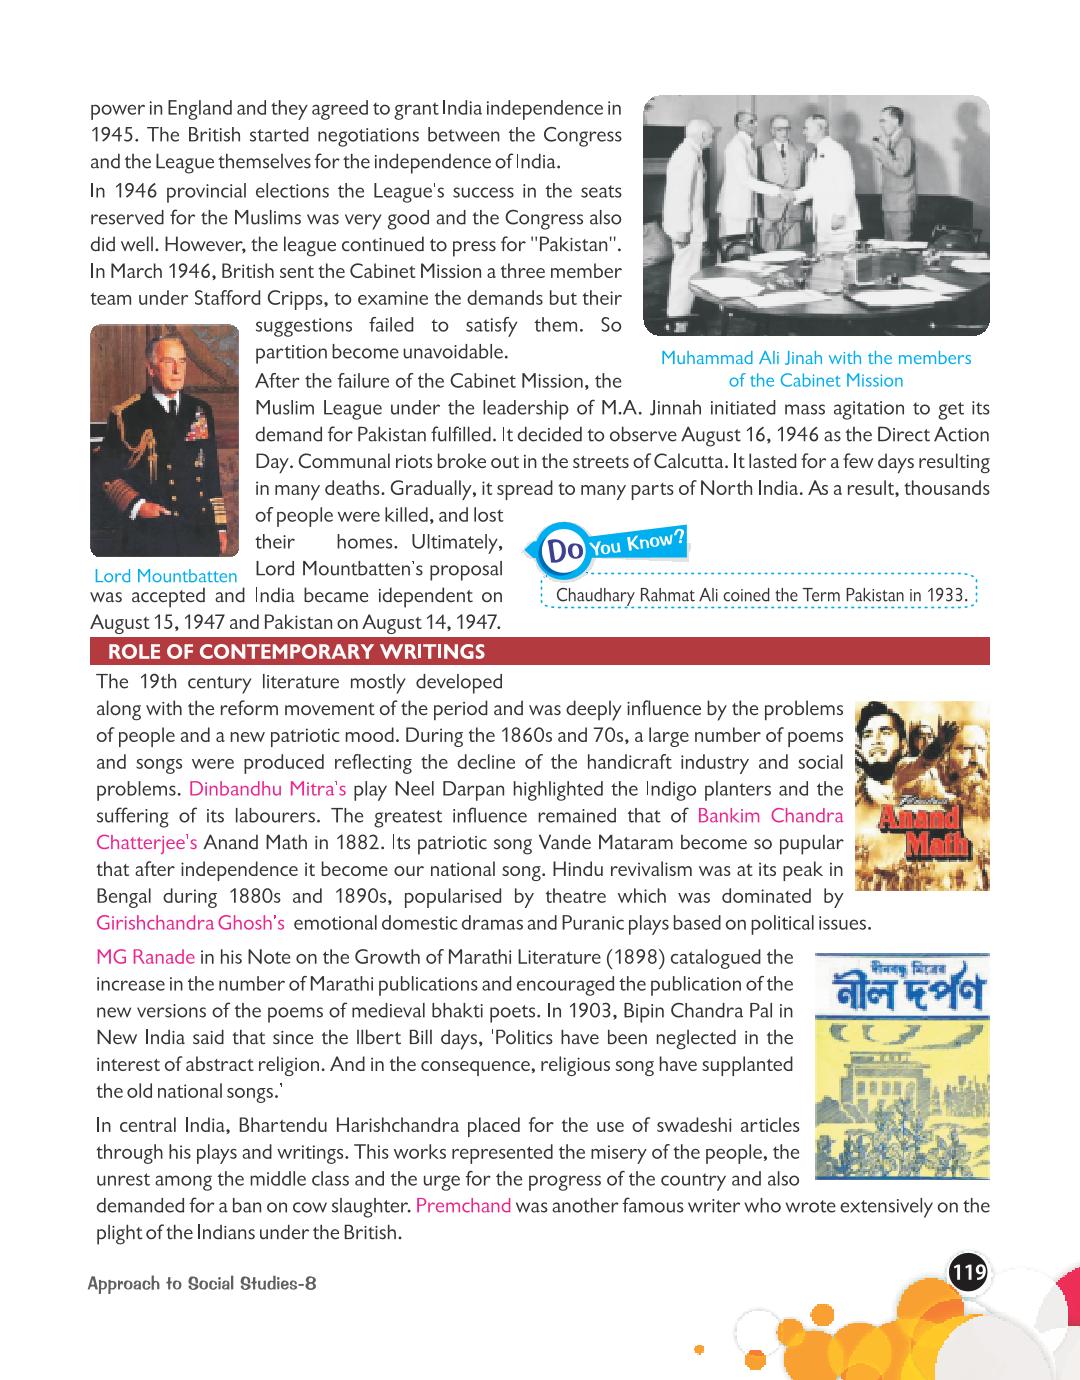 power in England and they agreed to grant India independence in
1945. The British started negotiations between the Congress
and the League themselves for the independence of India.
In 1946 provincial elections the League's success in the seats
reserved for the Muslims was very good and the Congress also
did well. However, the league continued to press for "Pakistan".
In March 1946, British sent the Cabinet Mission a three member
team under Stafford Cripps, to examine the demands but their
suggestions failed to satisfy them. So
partition become unavoidable.
Muhammad Ali Jinah with the members
of the Cabinet Mission
After the failure of the Cabinet Mission, the
Muslim League under the leadership of M.A. Jinnah initiated mass agitation to get its
demand for Pakistan fulfilled. It decided to observe August 16, 1946 as the Direct Action
Day. Communal riots broke out in the streets of Calcutta. It lasted for a few days resulting
in many deaths. Gradually, it spread to many parts of North India. As a result, thousands
of people were killed, and lost
their homes. Ultimately,
Lord Mountbatten's proposal
Lord Mountbatten
was accepted and India became idependent on
August 15, 1947 and Pakistan on August 14, 1947.
Do You Know?
Chaudhary Rahmat Ali coined the Term Pakistan in 1933.
ROLE OF CONTEMPORARY WRITINGS
The 19th century literature mostly developed
along with the reform movement of the period and was deeply influence by the problems
of people and a new patriotic mood. During the 1860s and 70s, a large number of poems
and songs were produced reflecting the decline of the handicraft industry and social
problems. Dinbandhu Mitra's play Neel Darpan highlighted the Indigo planters and the
suffering of its labourers. The greatest influence remained that of Bankim Chandra
Chatterjee's Anand Math in 1882. Its patriotic song Vande Mataram become so pupular
that after independence it become our national song. Hindu revivalism was at its peak in
Bengal during 1880s and 1890s, popularised by theatre which was dominated by
Girishchandra Ghosh's emotional domestic dramas and Puranic plays based on political issues.
Anand
Math
MG Ranade in his Note on the Growth of Marathi Literature (1898) catalogued the
increase in the number of Marathi publications and encouraged the publication of the
new versions of the poems of medieval bhakti poets. In 1903, Bipin Chandra Pal in
New India said that since the Ilbert Bill days, 'Politics have been neglected in the
interest of abstract religion. And in the consequence, religious song have supplanted
the old national songs.'
দীনবন্ধু মিত্রের
নীল দর্পণ
In central India, Bhartendu Harishchandra placed for the use of swadeshi articles
through his plays and writings. This works represented the misery of the people, the
unrest among the middle class and the urge for the progress of the country and also
demanded for a ban on cow slaughter. Premchand was another famous writer who wrote extensively on the
plight of the Indians under the British.
Approach to Social Studies-8
119